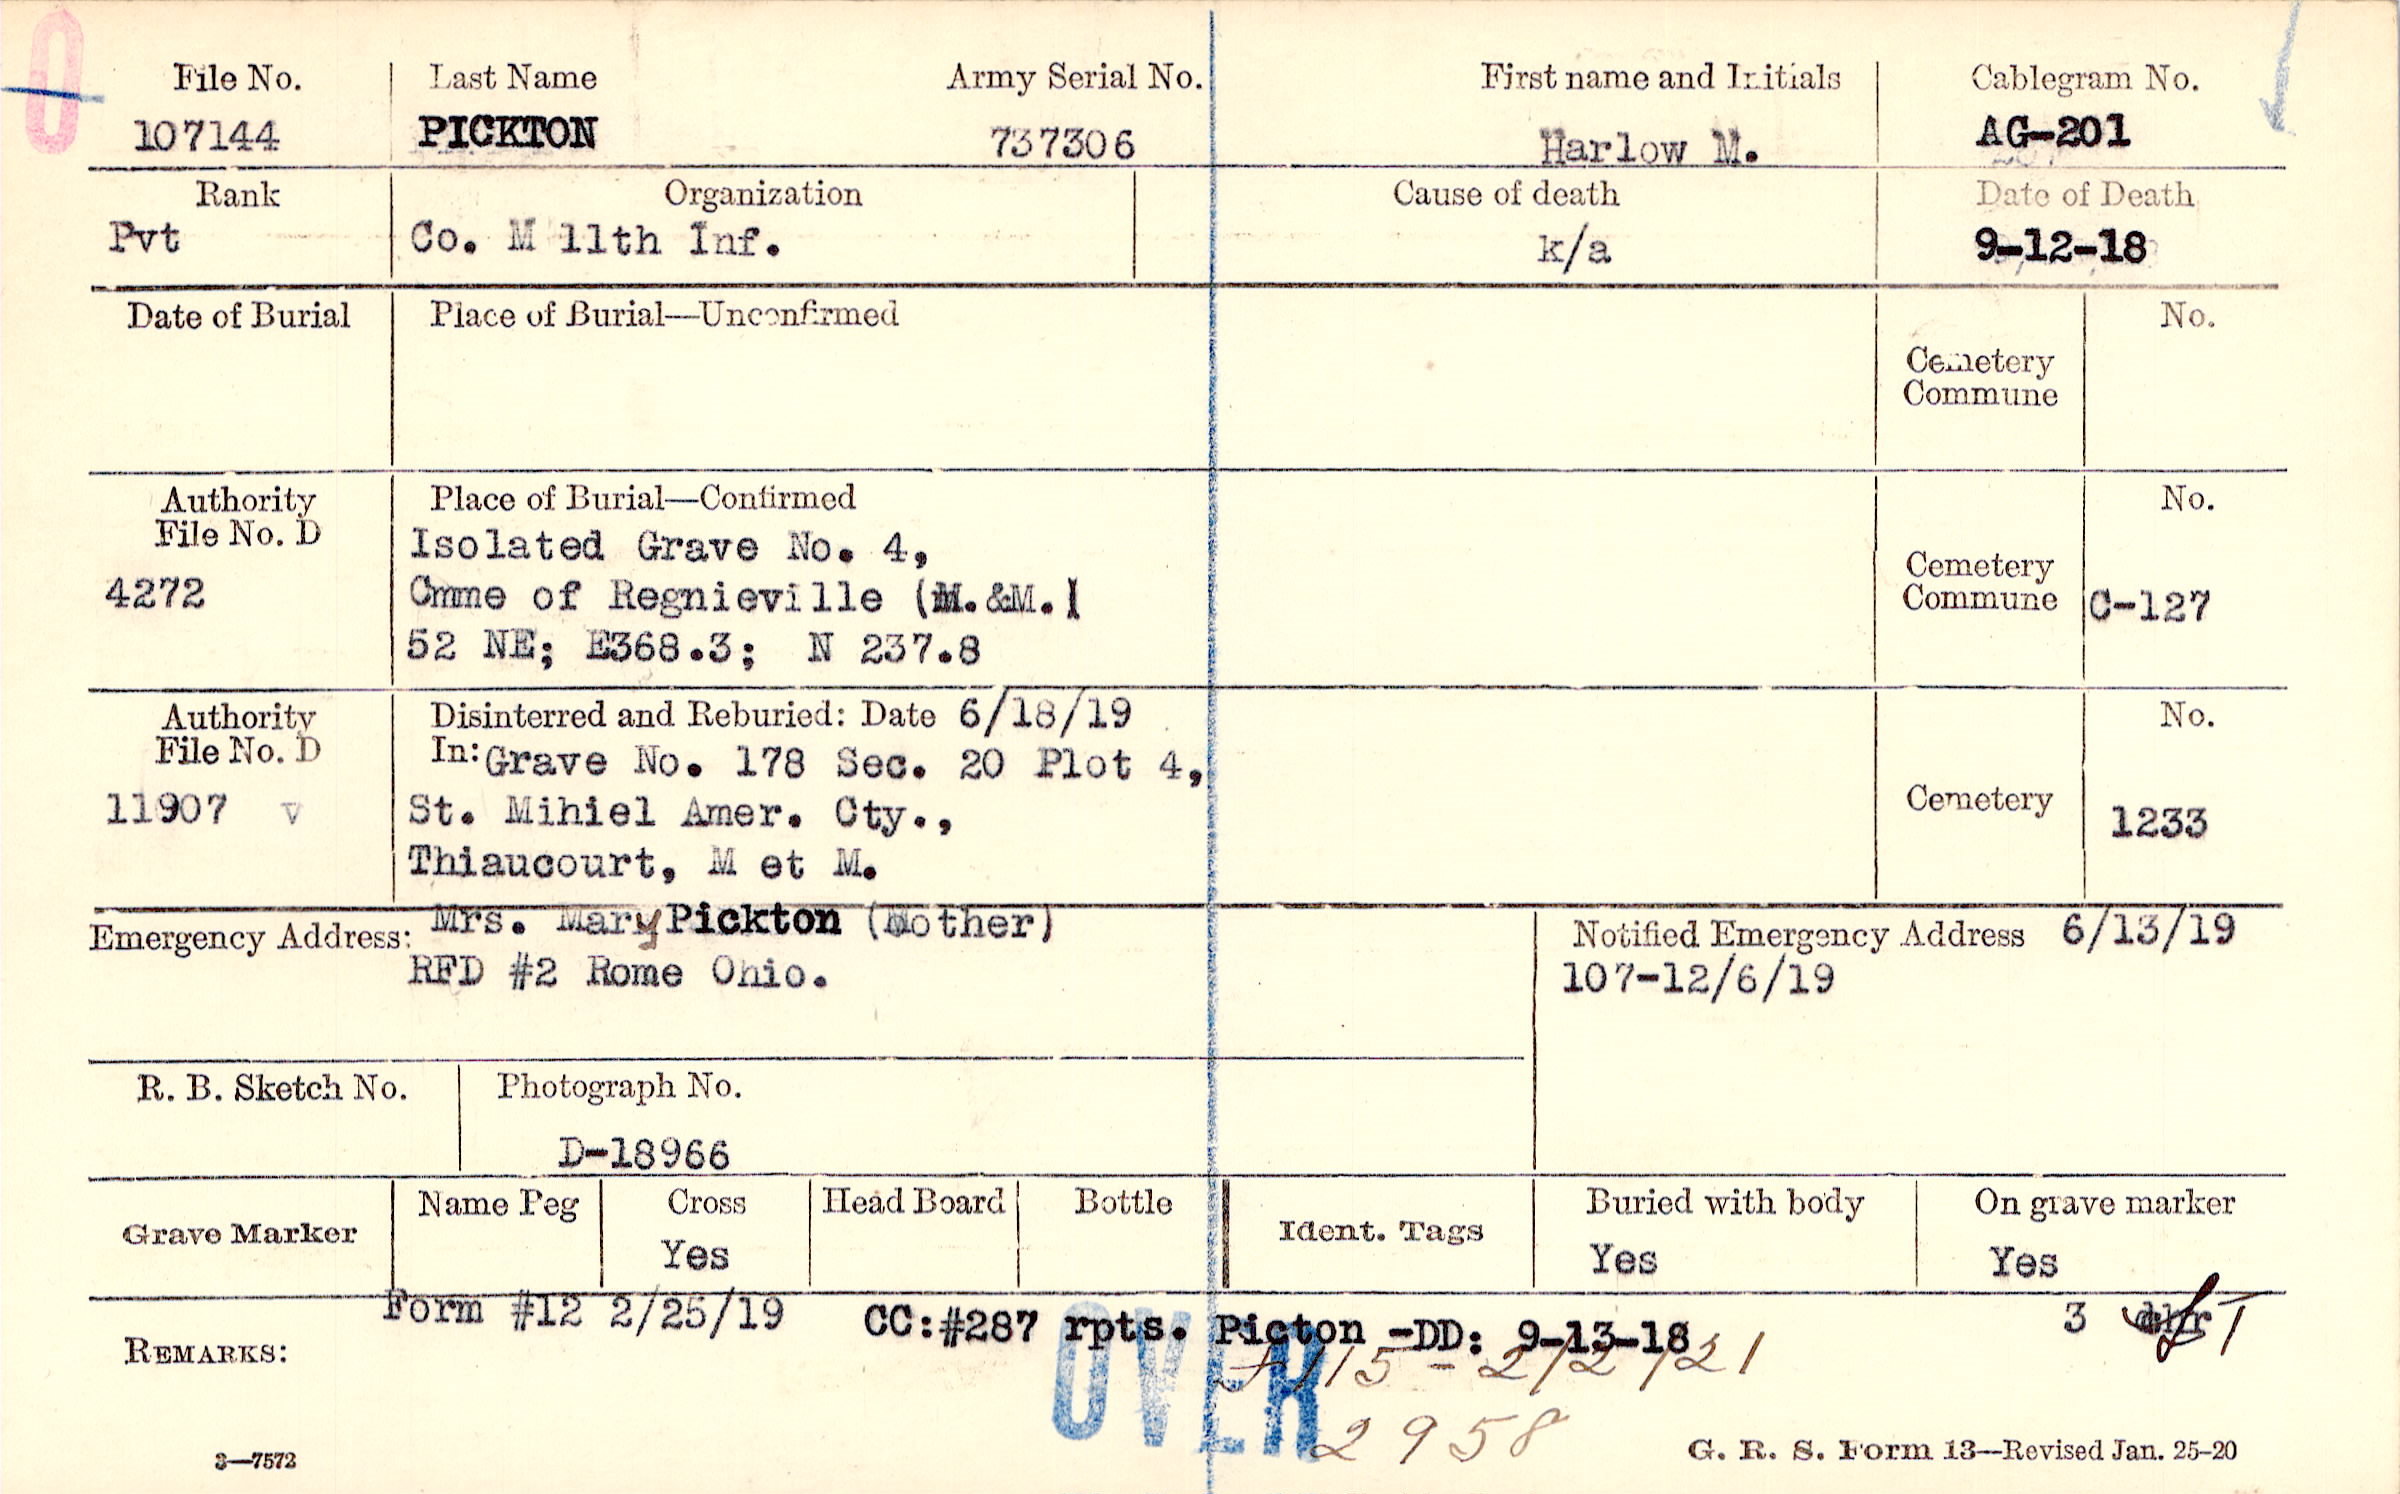 O
File No. Last Name Army Serial No. First name and Initials Cablegram No.
107144 PICKTON 737306 Harlow M. AG-201
Rank Organization Cause of death Date of Death
Pvt Co. M 11th Inf. k/a 9-12-18
Date of Burial Place of Burial—Unconfirmed No.
Cemetery
Commune
Authority Place of Burial—Confirmed No.
File No. D
Isolated Grave No. 4,
4272 Cmme of Regnieville (M.&M.) Cemetery
Commune C-127
52 NE; E368.3; N 237.8
Authority Disinterred and Reburied: Date 6/18/19 No.
File No. D In: Grave No. 178 Sec. 20 Plot 4,
11907 v St. Mihiel Amer. Cty., Cemetery 1233
Thiaucourt, M et M.
Emergency Address: Mrs. Mary Pickton (Mother) Notified Emergency Address 6/13/19
RFD #2 Rome Ohio. 107-12/6/19
R. B. Sketch No. Photograph No.
D-18966
Grave Marker Name Peg Cross Head Board Bottle Ident. Tags Buried with body On grave marker
Yes Yes Yes
Form #12 2/25/19 CC:#287 rpts. Picton -DD: 9-13-18 3
REMARKS: 115-2/2/21
OVER
2958
3—7572 G. R. S. Form 13—Revised Jan. 25-20